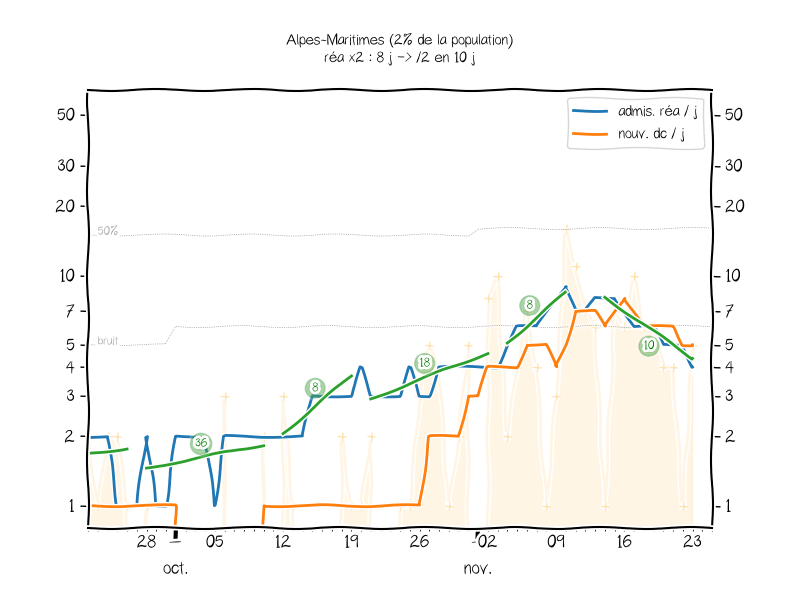 Alpes-Maritimes (2% de la population)
réa x2 : 8 j -> /2 en 10 j
admis. réa / j
nouv. dc / j
50 50
30 30
20 20
50%
10 10
8
7 7
bruit
5 5
10
18
4 4
8
3 3
36
2 2
1 1
28 05 12 19 26 02 09 16 23
oct. nov.